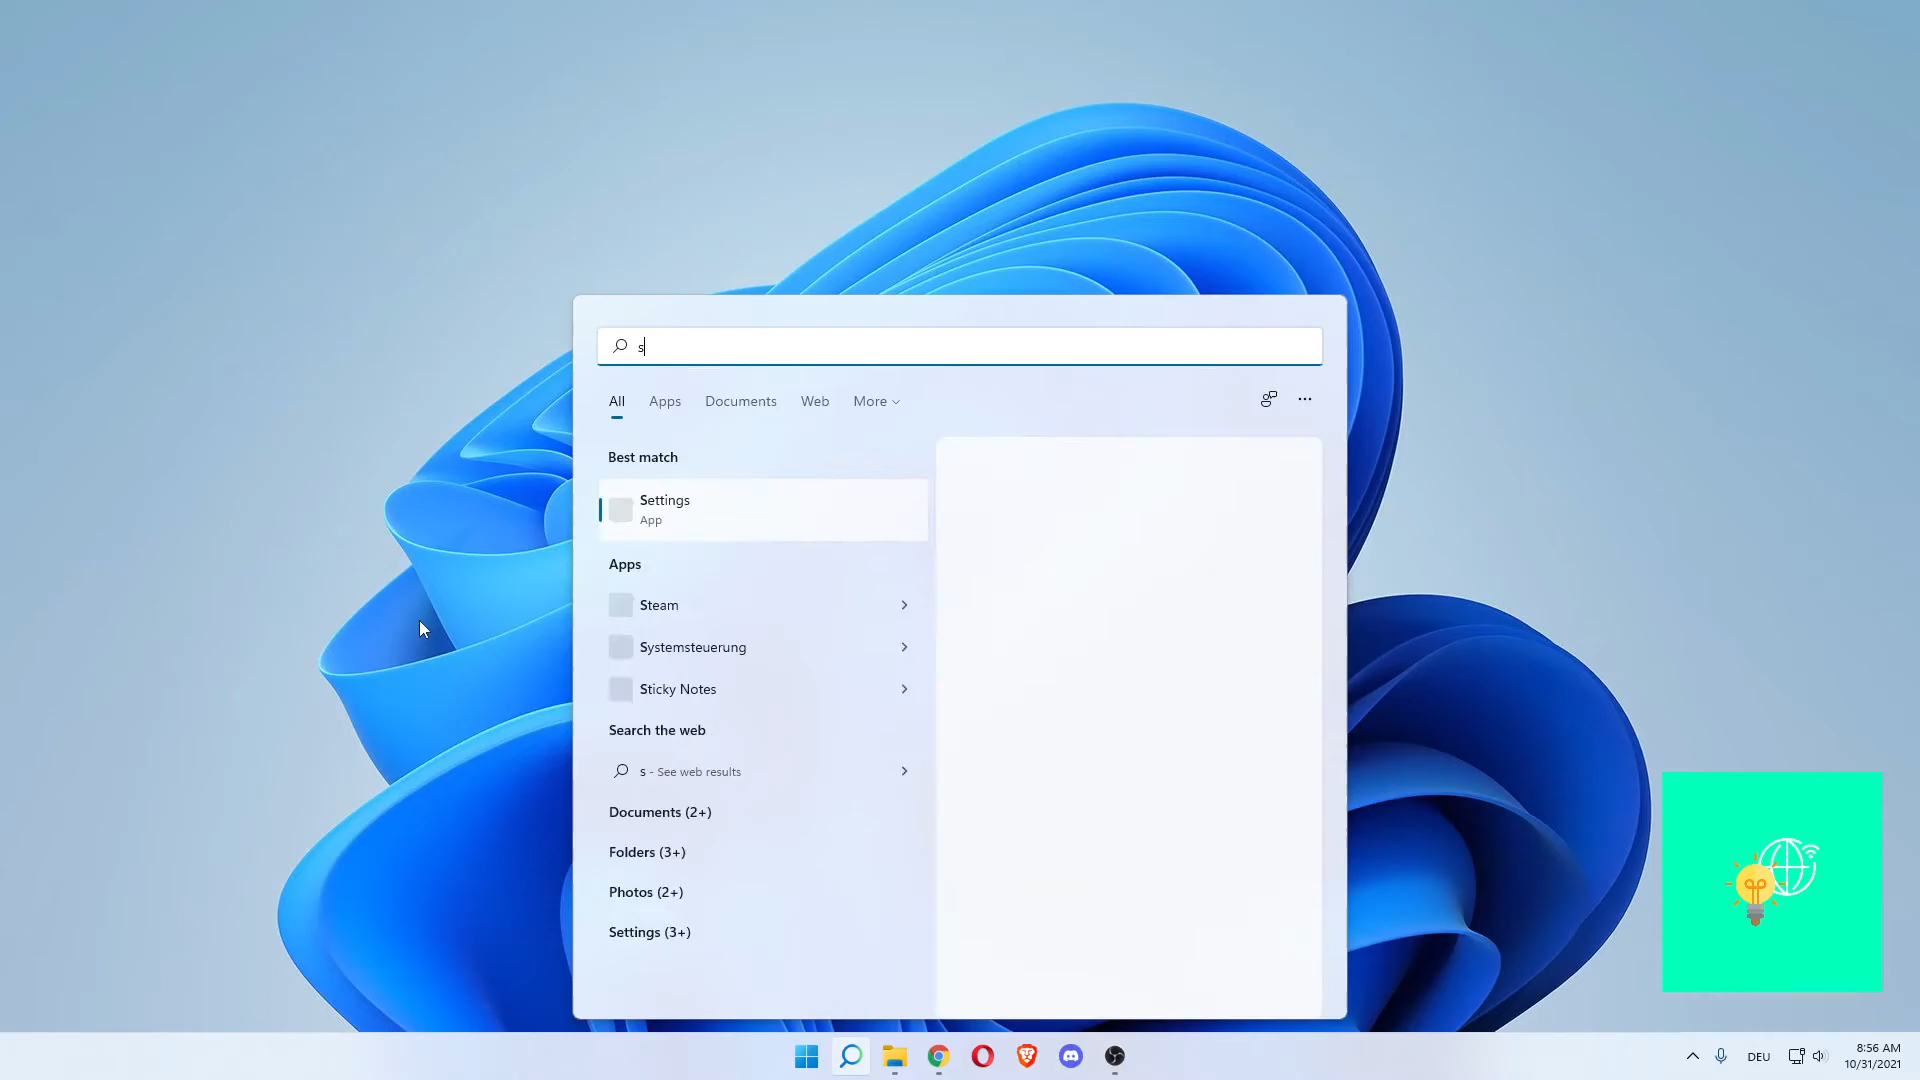 s
All Apps Documents Web More
Best match
Settings
App
Apps
Steam
Systemsteuerung
Sticky Notes
Search the web
s - See web results
Documents (2+)
Folders (3+)
Photos (2+)
Settings (3+)
DEU
8:56 AM
10/31/2021